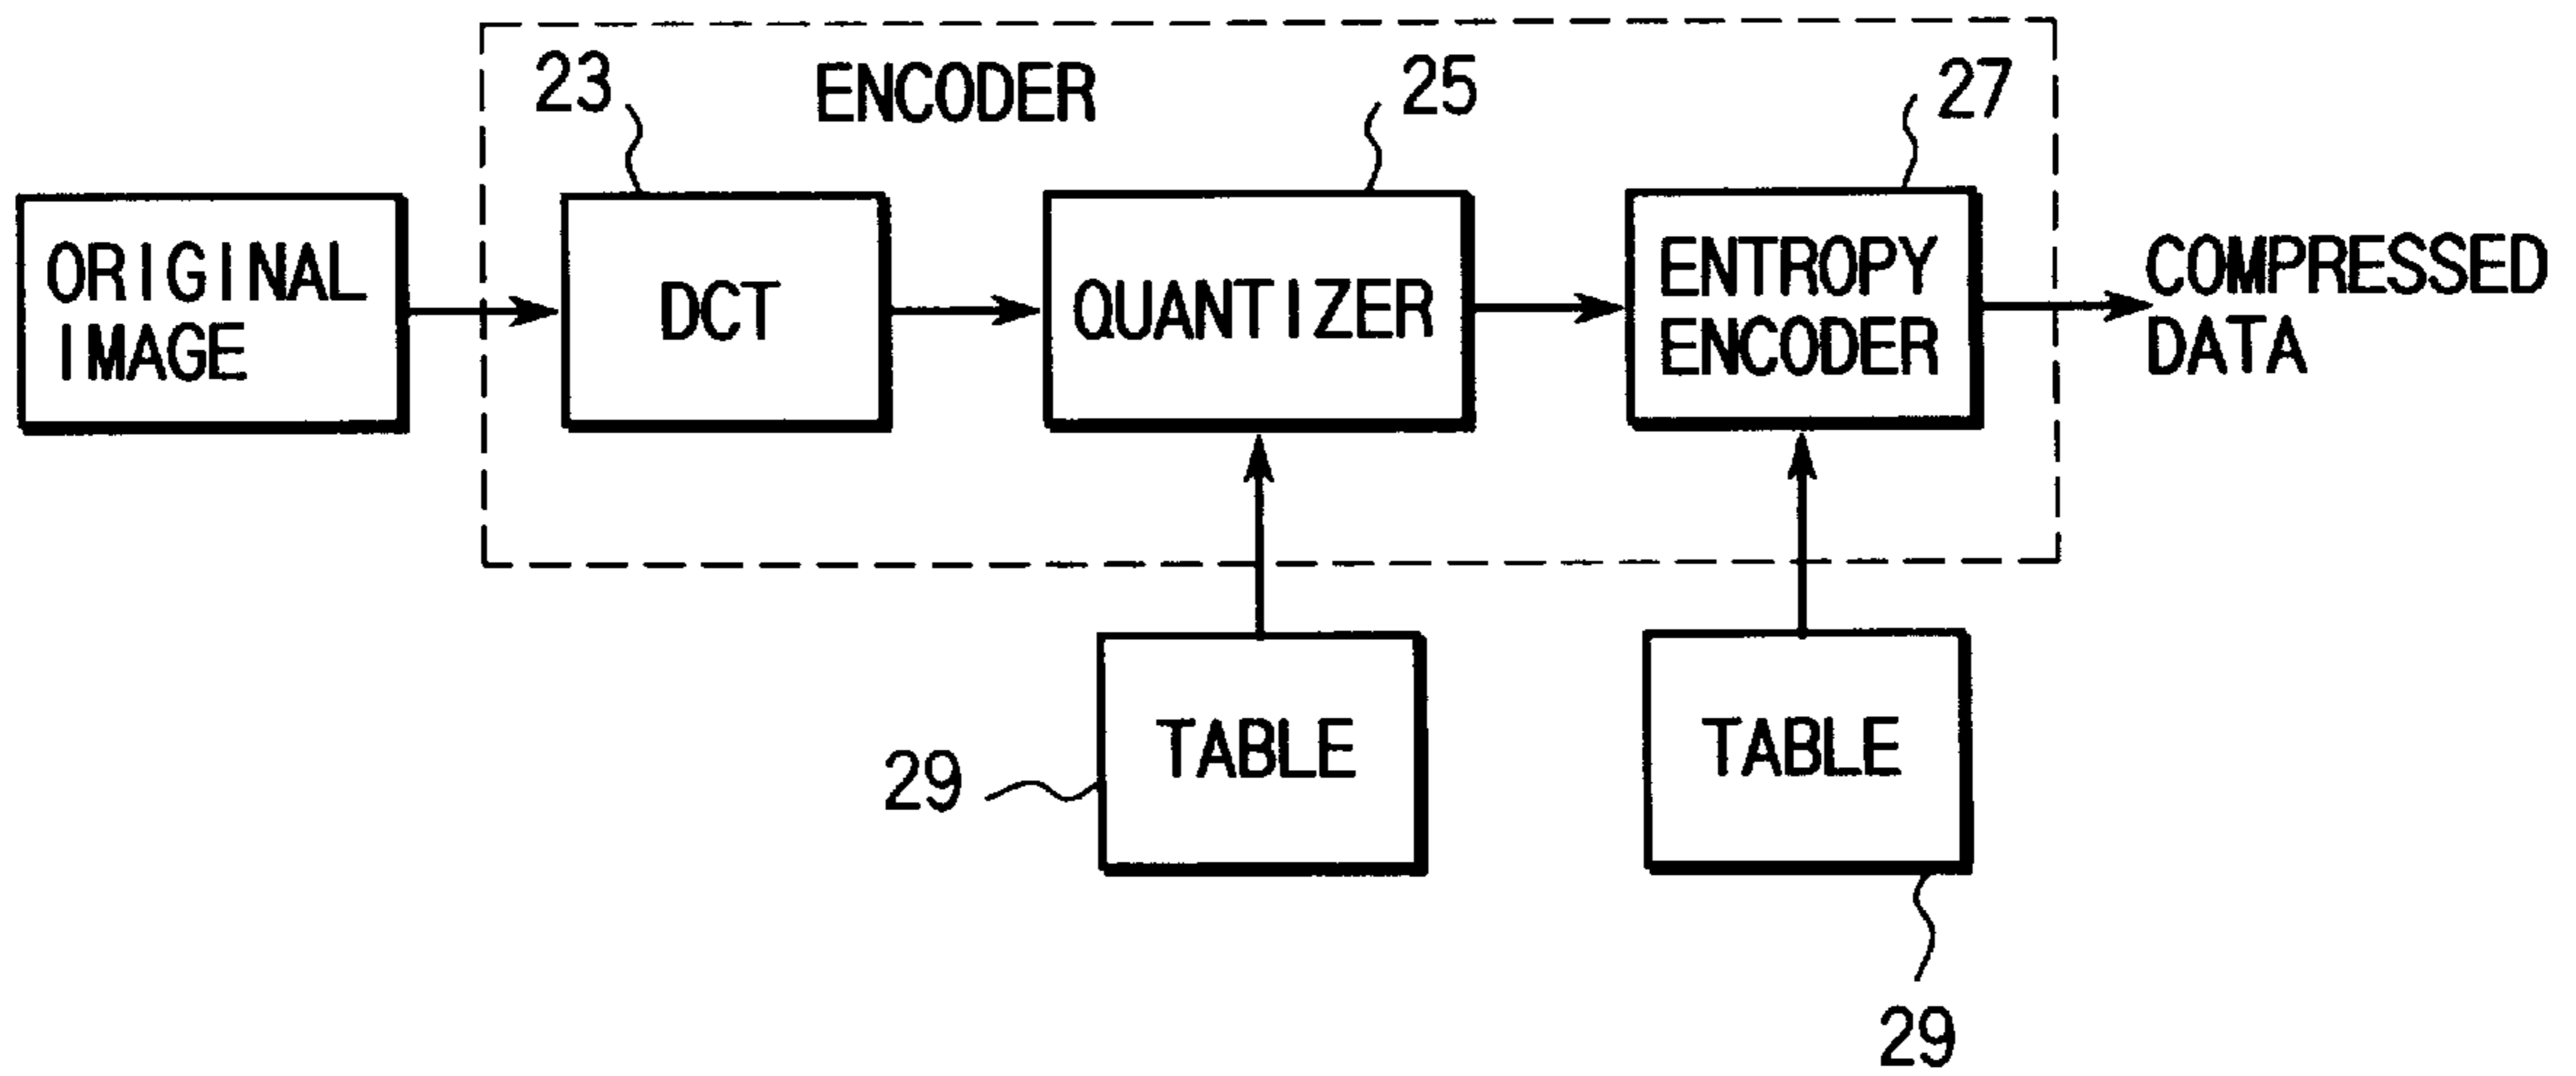 23
ENCODER
25
27
ORIGINAL
IMAGE
DCT
QUANTIZER
ENTROPY
ENCODER
COMPRESSED
DATA
29
TABLE
TABLE
29